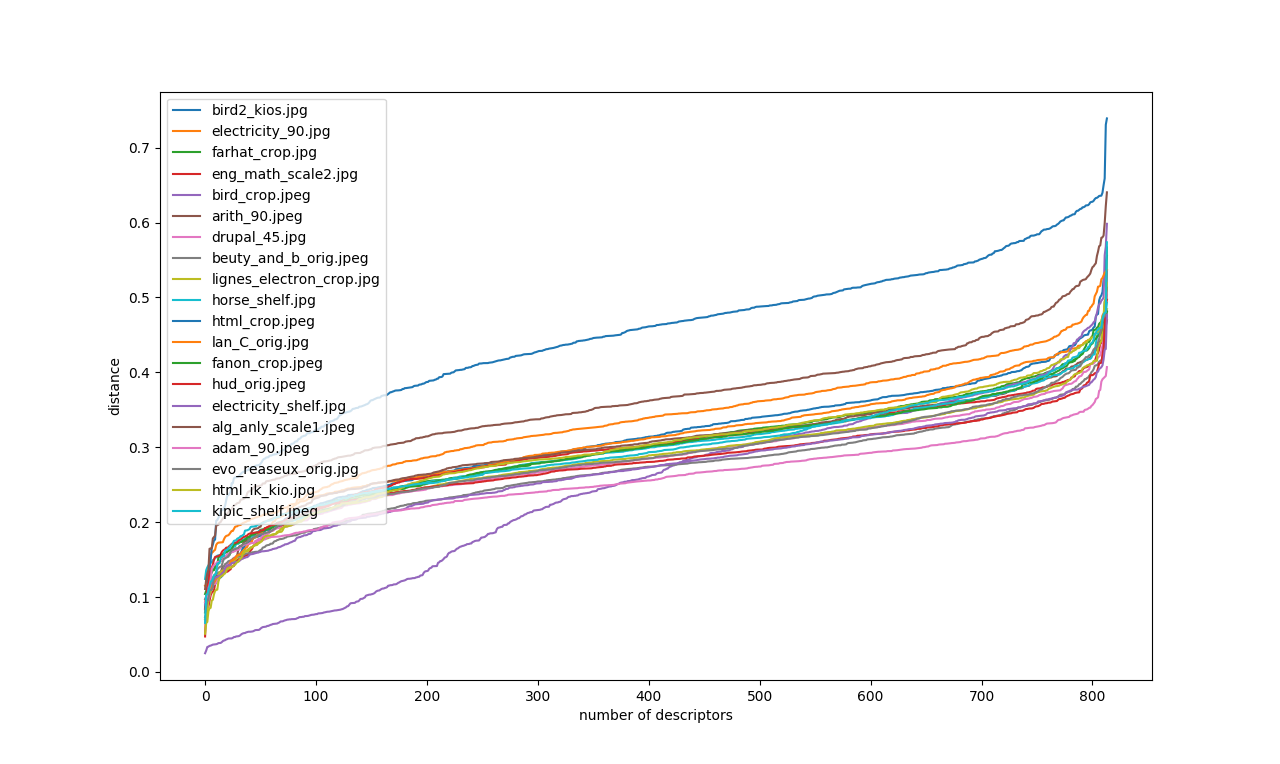 bird2_kios.jpg
electricity_90.jpg
farhat_crop.jpg
eng_math_scale2.jpg
bird_crop.jpeg
arith_90.jpeg
drupal_45.jpg
beuty_and_b_orig.jpeg
lignes_electron_crop.jpg
horse_shelf.jpg
html_crop.jpeg
Ian_C_orig.jpg
fanon_crop.jpeg
hud_orig.jpeg
electricity_shelf.jpg
alg_anly_scale1.jpeg
adam_90.jpeg
evo_reaseux_orig.jpg
html_ik_kio.jpg
kipic_shelf.jpeg
0.7
0.6
0.5
0.4
0.3
0.2
0.1
0.0
distance
0 100 200 300 400 500 600 700 800
number of descriptors